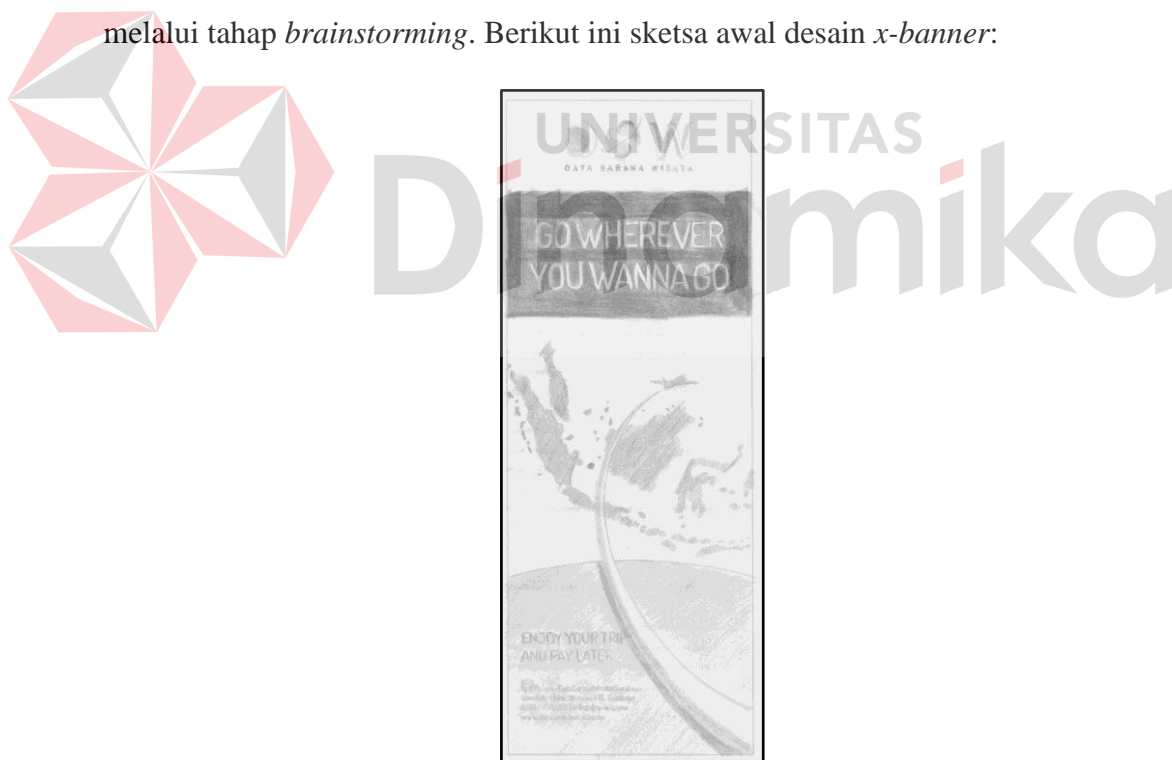 melalui tahap brainstorming. Berikut ini sketsa awal desain x-banner:
UNIVERSITAS
Dinamika
DSW
DATA SARANA WISATA
GO WHEREVER
YOU WANNA GO
ENJOY YOUR TRIP
AND PAY LATER